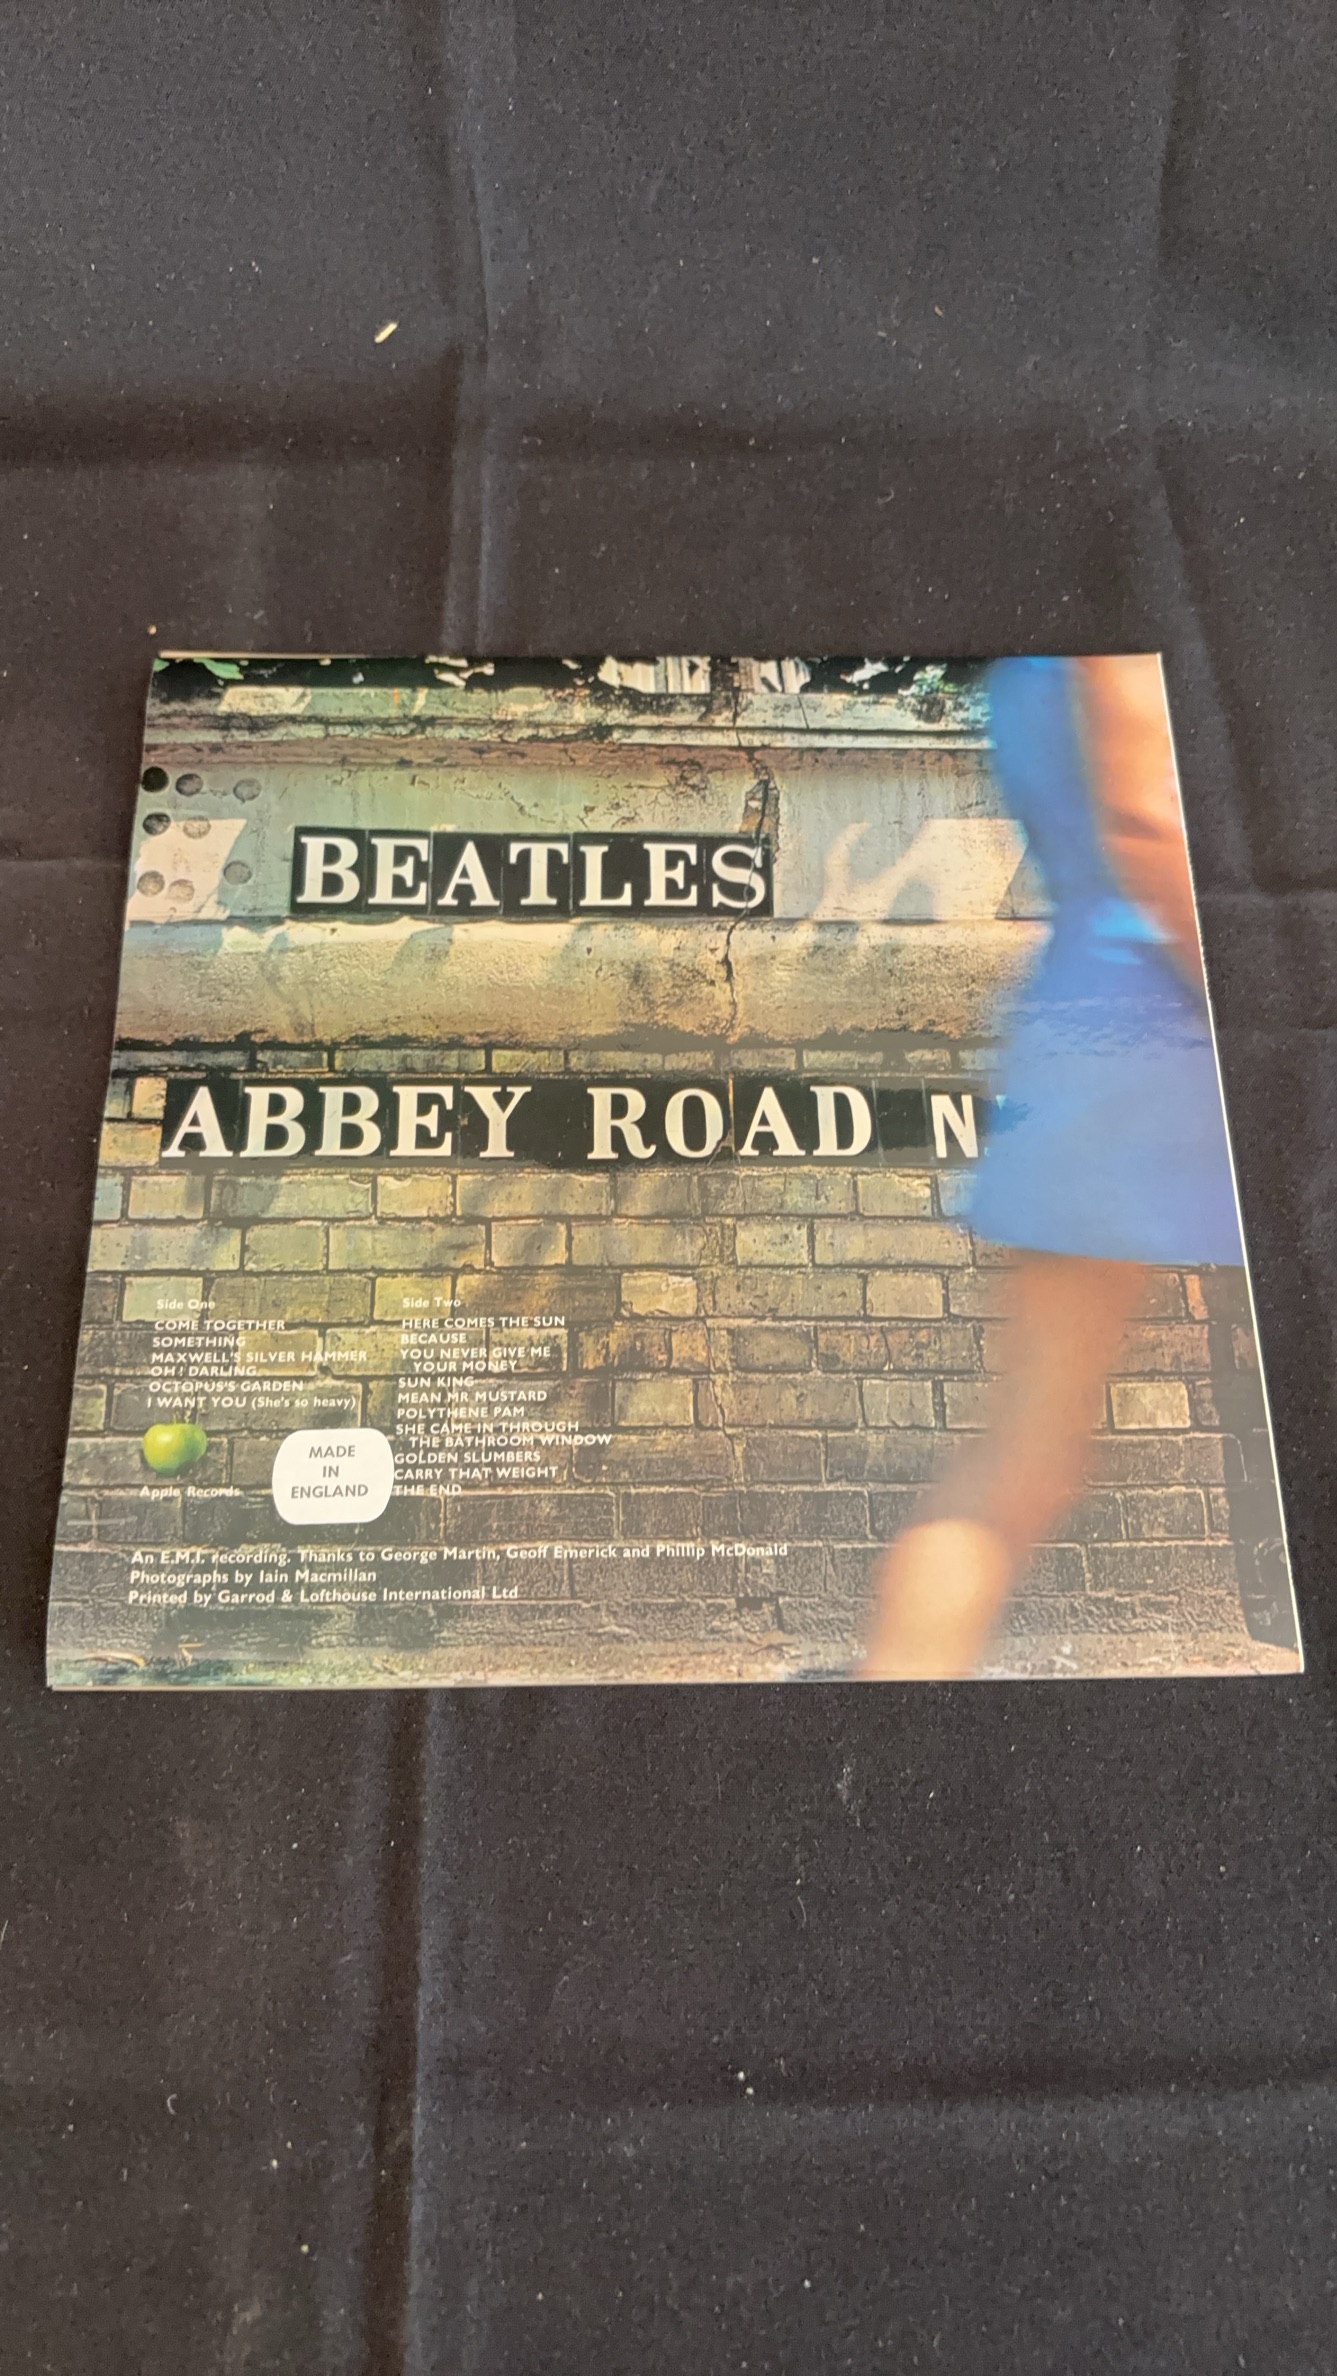 BEATLES
ABBEY ROAD N
Side One
COME TOGETHER
SOMETHING
MAXWELL'S SILVER HAMMER
OH! DARLING
OCTOPUS'S GARDEN
I WANT YOU (She's so heavy)
Apple Records
MADE
IN
ENGLAND
Side Two
HERE COMES THE SUN
BECAUSE
YOU NEVER GIVE ME
YOUR MONEY
SUN KING
MEAN MR MUSTARD
POLYTHENE PAM
SHE CAME IN THROUGH
THE BATHROOM WINDOW
GOLDEN SLUMBERS
CARRY THAT WEIGHT
THE END
An E.M.I. recording. Thanks to George Martin, Geoff Emerick and Phillip McDonald
Photographs by Iain Macmillan
Printed by Garrod & Lofthouse International Ltd